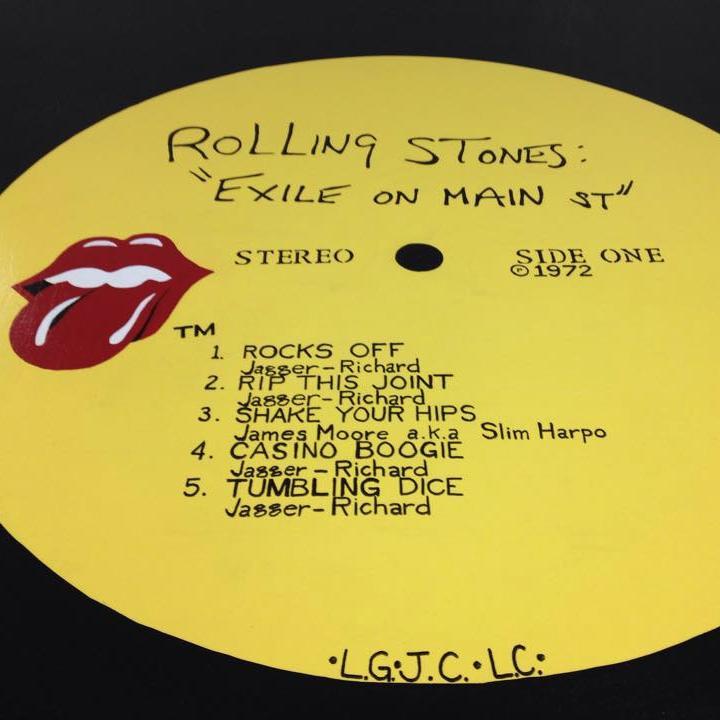 ROLLING STONES:
"EXILE ON MAIN ST"
STEREO
SIDE ONE
℗1972
TM
1. ROCKS OFF
Jagger-Richard
2. RIP THIS JOINT
Jagger-Richard
3. SHAKE YOUR HIPS
James Moore a.k.a Slim Harpo
4. CASINO BOOGIE
Jagger-Richard
5. TUMBLING DICE
Jagger-Richard
·L.G·J.C.·L.C: